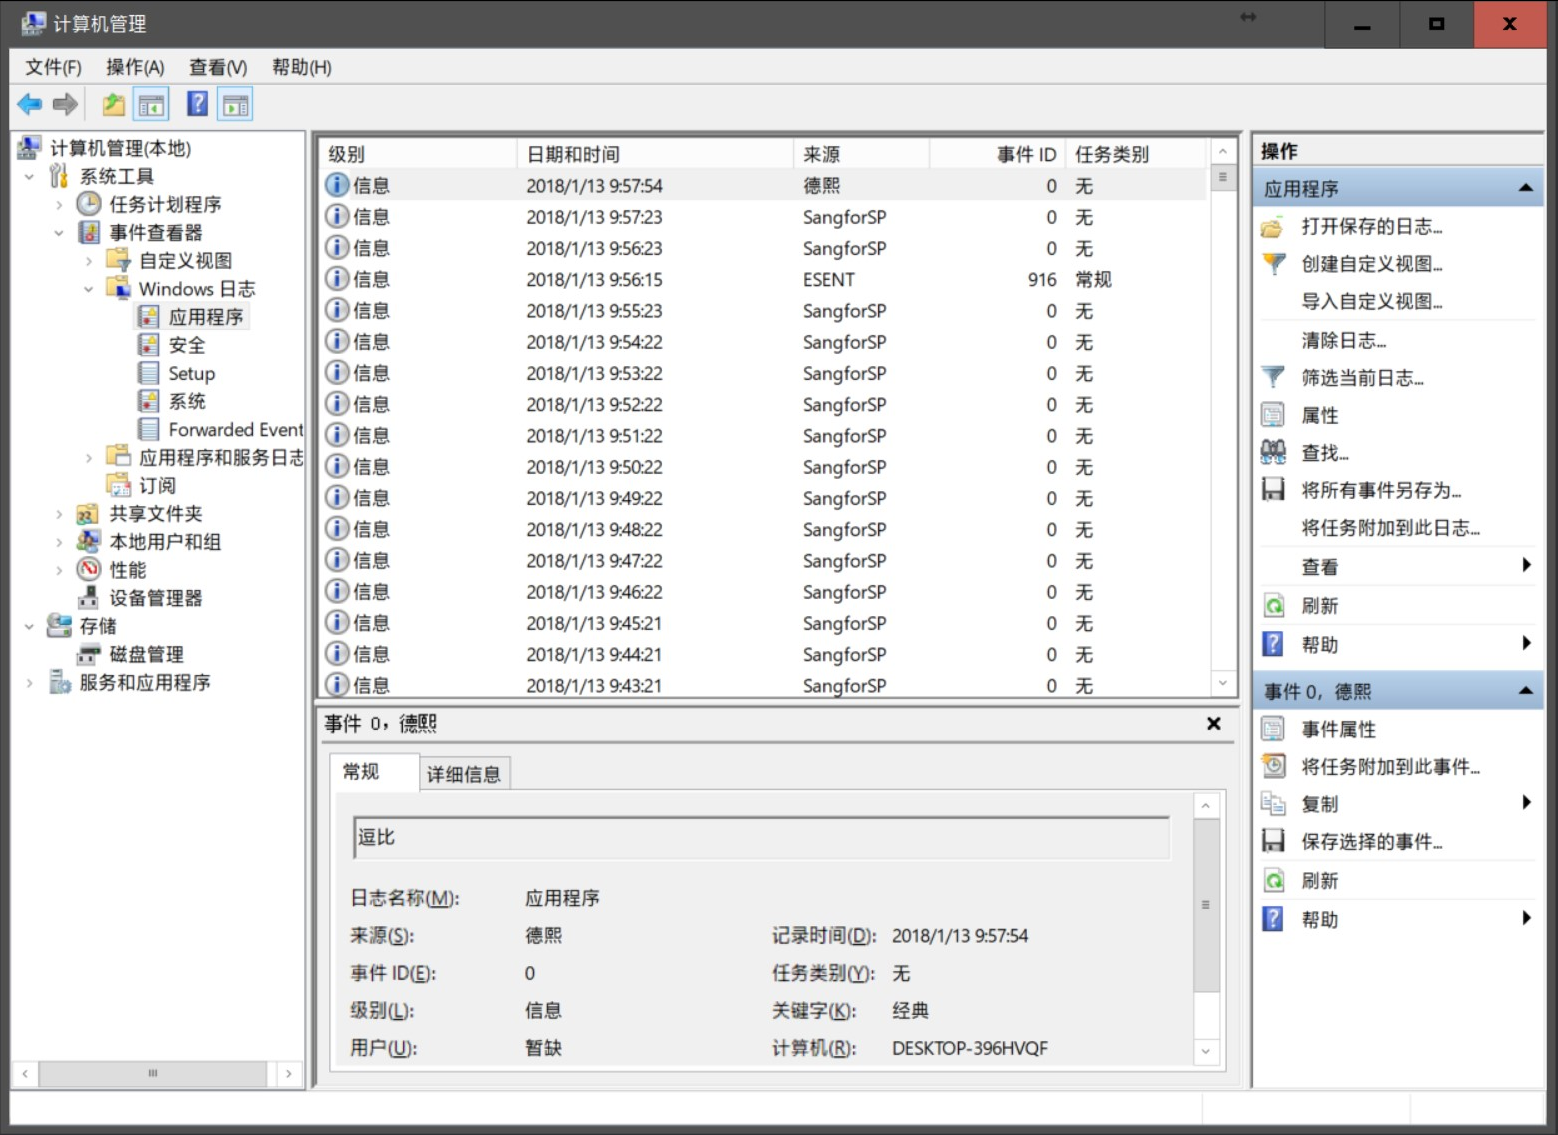 计算机管理
文件(F) 操作(A) 查看(V) 帮助(H)
计算机管理(本地)
系统工具
任务计划程序
事件查看器
自定义视图
Windows 日志
应用程序
安全
Setup
系统
Forwarded Event
应用程序和服务日志
订阅
共享文件夹
本地用户和组
性能
设备管理器
存储
磁盘管理
服务和应用程序
级别 日期和时间 来源 事件 ID 任务类别
信息 2018/1/13 9:57:54 德熙 0 无
信息 2018/1/13 9:57:23 SangforSP 0 无
信息 2018/1/13 9:56:23 SangforSP 0 无
信息 2018/1/13 9:56:15 ESENT 916 常规
信息 2018/1/13 9:55:23 SangforSP 0 无
信息 2018/1/13 9:54:22 SangforSP 0 无
信息 2018/1/13 9:53:22 SangforSP 0 无
信息 2018/1/13 9:52:22 SangforSP 0 无
信息 2018/1/13 9:51:22 SangforSP 0 无
信息 2018/1/13 9:50:22 SangforSP 0 无
信息 2018/1/13 9:49:22 SangforSP 0 无
信息 2018/1/13 9:48:22 SangforSP 0 无
信息 2018/1/13 9:47:22 SangforSP 0 无
信息 2018/1/13 9:46:22 SangforSP 0 无
信息 2018/1/13 9:45:21 SangforSP 0 无
信息 2018/1/13 9:44:21 SangforSP 0 无
信息 2018/1/13 9:43:21 SangforSP 0 无
事件 0，德熙
常规 详细信息
逗比
日志名称(M): 应用程序
来源(S): 德熙 记录时间(D): 2018/1/13 9:57:54
事件 ID(E): 0 任务类别(Y): 无
级别(L): 信息 关键字(K): 经典
用户(U): 暂缺 计算机(R): DESKTOP-396HVQF
操作
应用程序
打开保存的日志...
创建自定义视图...
导入自定义视图...
清除日志...
筛选当前日志...
属性
查找...
将所有事件另存为...
将任务附加到此日志...
查看
刷新
帮助
事件 0，德熙
事件属性
将任务附加到此事件...
复制
保存选择的事件...
刷新
帮助